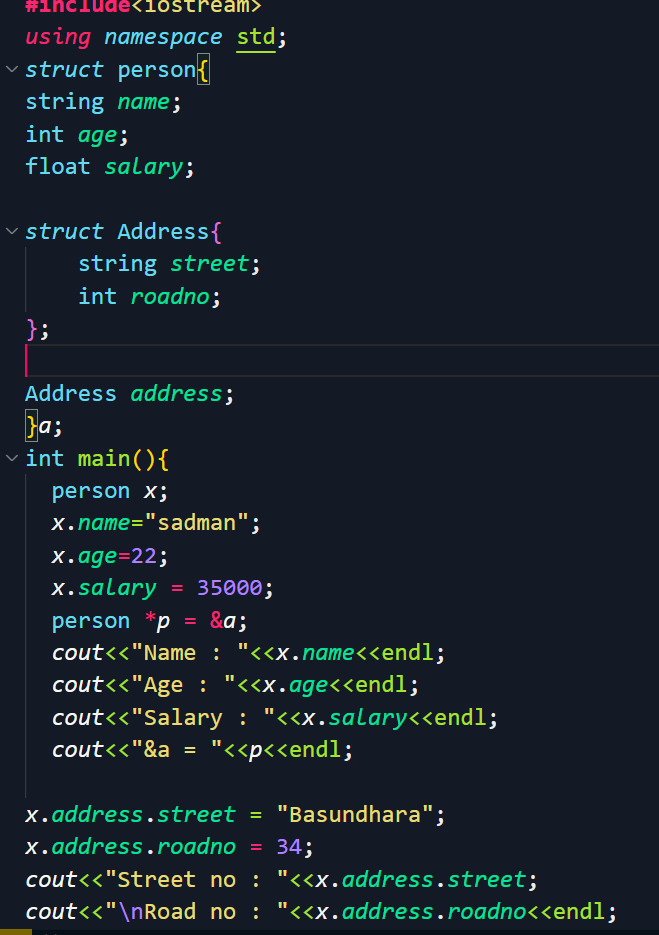 #include<iostream>
using namespace std;
struct person{
string name;
int age;
float salary;
struct Address{
string street;
int roadno;
};
Address address;
}a;
int main(){
person x;
x.name="sadman";
x.age=22;
x.salary = 35000;
person *p = &a;
cout<<"Name : "<<x.name<<endl;
cout<<"Age : "<<x.age<<endl;
cout<<"Salary : "<<x.salary<<endl;
cout<<"&a = "<<p<<endl;
x.address.street = "Basundhara";
x.address.roadno = 34;
cout<<"Street no : "<<x.address.street;
cout<<"\nRoad no : "<<x.address.roadno<<endl;